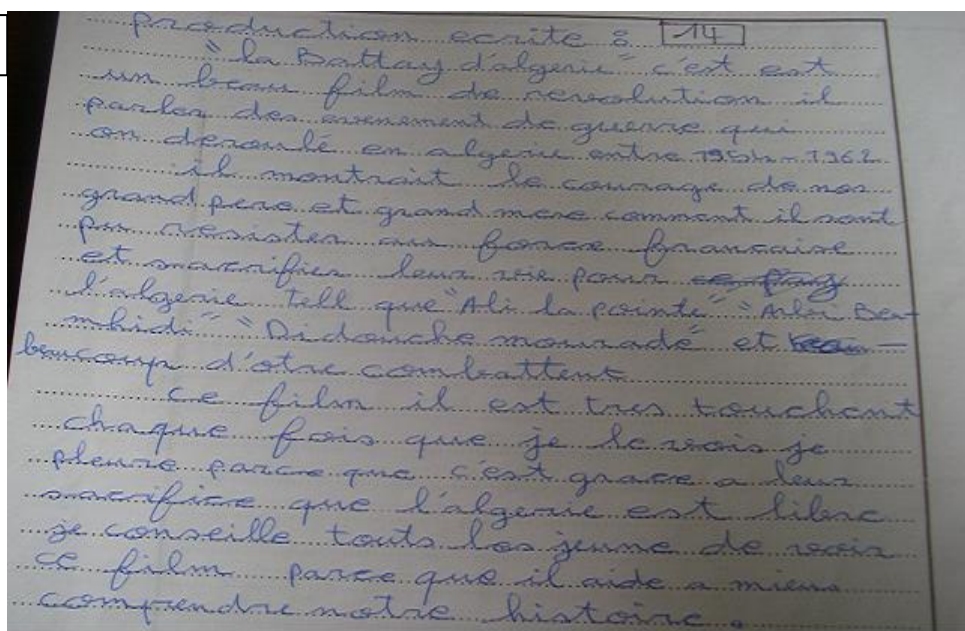 production ecrite : 14
"la Battay d'algerie" c'est est
un beau film de revolution il
parler des evenement de guerre qui
on deroulé en algerie entre 1954 - 1962
il montrait le courage de nos
grand pere et grand mere comment il sont
pu resister au force francaise
et sacrifier leur vie pour
l'algerie tell que "Ali la pointe" "Arbi Ben
mhidi" "Didouche mourade" et
beaucoup d'otre combattent
ce film il est tres touchent
chaque fois que je le vois je
pleure parce que c'est grace a leur
sacrifice que l'algerie est libre
je conseille touts les jeune de voir
ce film parce que il aide a mieus
comprendre notre histoire.